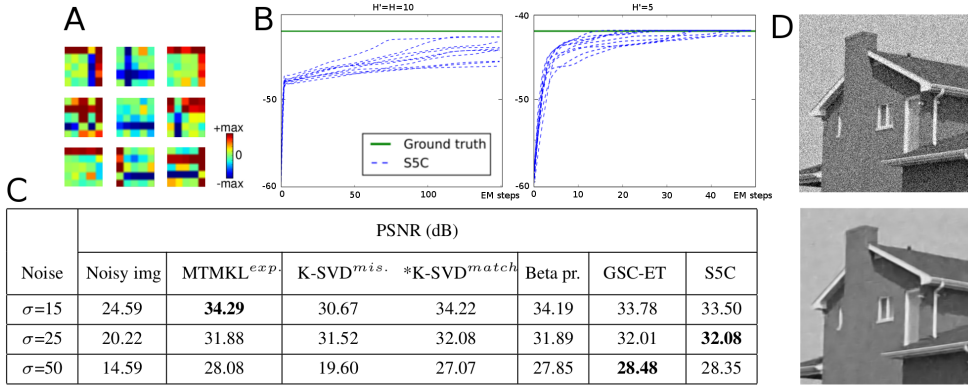 A
B
D
H'=H=10
H'=5
-40
-50
-50
-60
-60
Ground truth
S5C
0
50
100
EM steps
0
10
20
30
40
EM steps
+max
0
-max
C
PSNR (dB)
Noise Noisy img MTMKL^{exp.} K-SVD^{mis.} *K-SVD^{match} Beta pr. GSC-ET S5C
σ=15 24.59 34.29 30.67 34.22 34.19 33.78 33.50
σ=25 20.22 31.88 31.52 32.08 31.89 32.01 32.08
σ=50 14.59 28.08 19.60 27.07 27.85 28.48 28.35